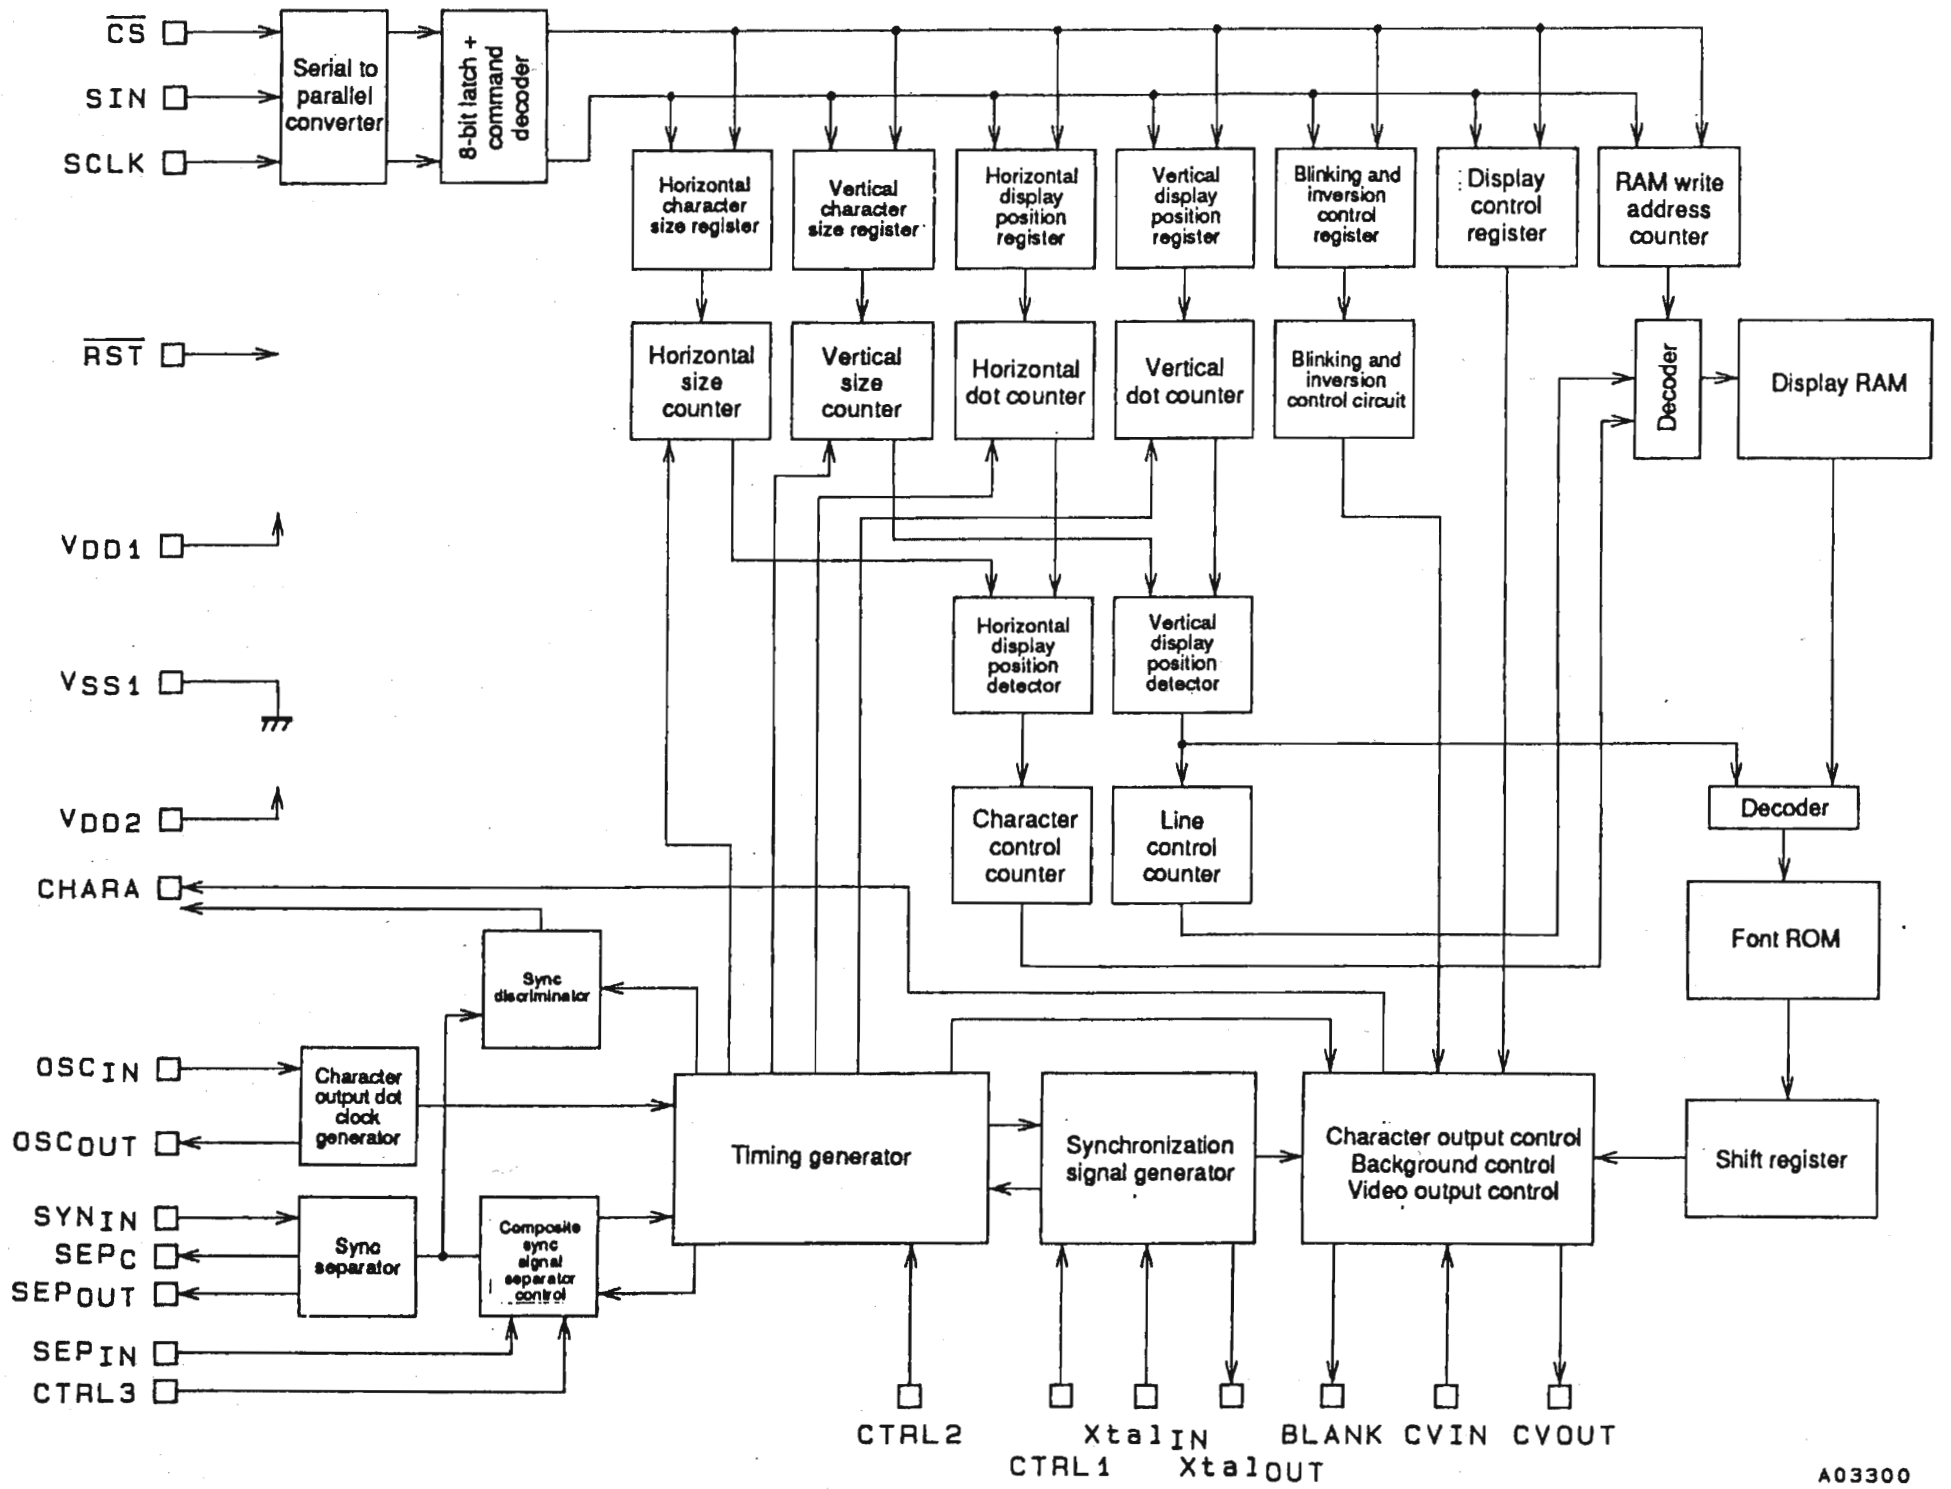 CS
SIN
SCLK
Serial to
parallel
converter
8-bit latch +
command
decoder
Horizontal
character
size register
Vertical
character
size register
Horizontal
display
position
register
Vertical
display
position
register
Blinking and
inversion
control
register
Display
control
register
RAM write
address
counter
RST
Horizontal
size
counter
Vertical
size
counter
Horizontal
dot counter
Vertical
dot counter
Blinking and
inversion
control circuit
Decoder
Display RAM
VDD1
VSS1
VDD2
Horizontal
display
position
detector
Vertical
display
position
detector
Character
control
counter
Line
control
counter
Decoder
Font ROM
CHARA
Sync
discriminator
OSCIN
OSCOUT
Character
output dot
clock
generator
Timing generator
Synchronization
signal generator
Character output control
Background control
Video output control
Shift register
SYNIN
SEPC
SEPOUT
SEPIN
CTRL3
Sync
separator
Composite
sync
signal
separator
control
CTRL2
XtalIN
BLANK
CVIN
CVOUT
CTRL1
XtalOUT
A03300